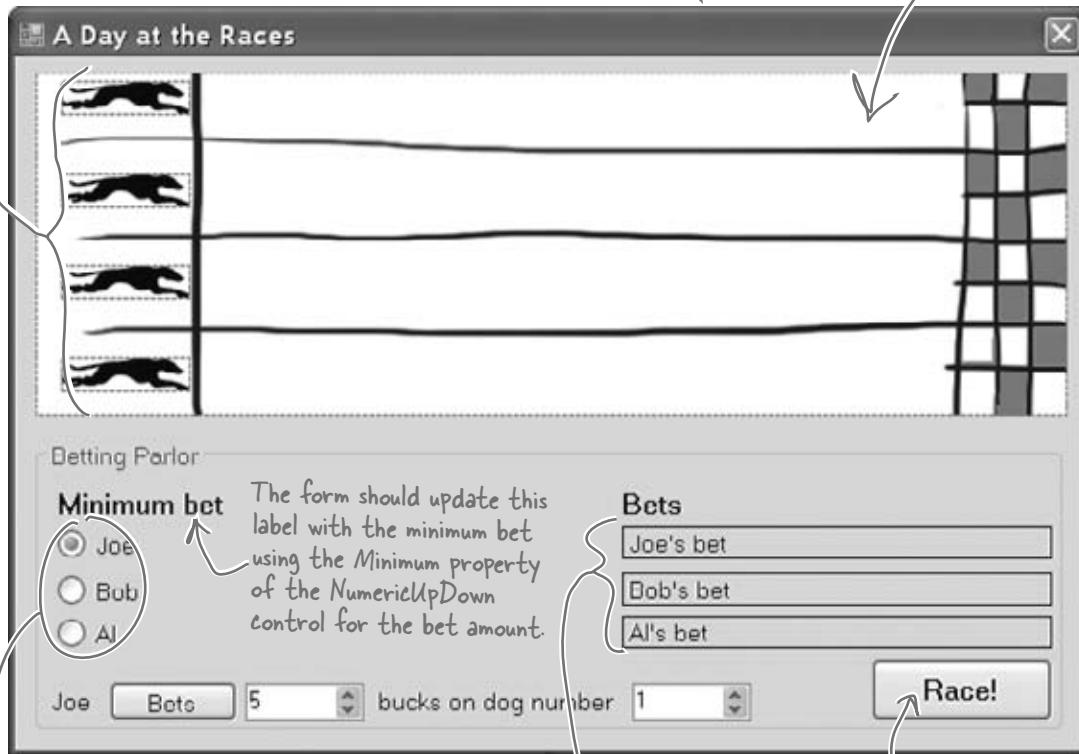 A Day at the Races
Betting Parlor
Minimum bet
The form should update this
label with the minimum bet
using the Minimum property
of the NumericUpDown
control for the bet amount.
Joe
Bob
Al
Bets
Joe's bet
Bob's bet
Al's bet
Joe
Bets
5
bucks on dog number
1
Race!